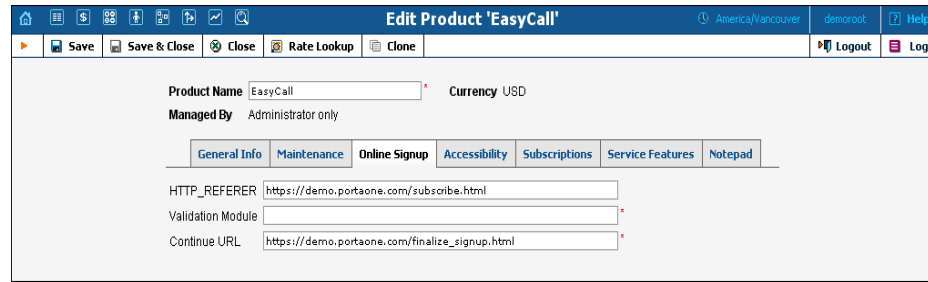 Edit Product 'EasyCall' America/Vancouver demoroot ? Help
Save Save & Close Close Rate Lookup Clone Logout Log
Product Name EasyCall * Currency USD
Managed By Administrator only
General Info Maintenance Online Signup Accessibility Subscriptions Service Features Notepad
HTTP_REFERER https://demo.portaone.com/subscribe.html
Validation Module *
Continue URL https://demo.portaone.com/finalize_signup.html *